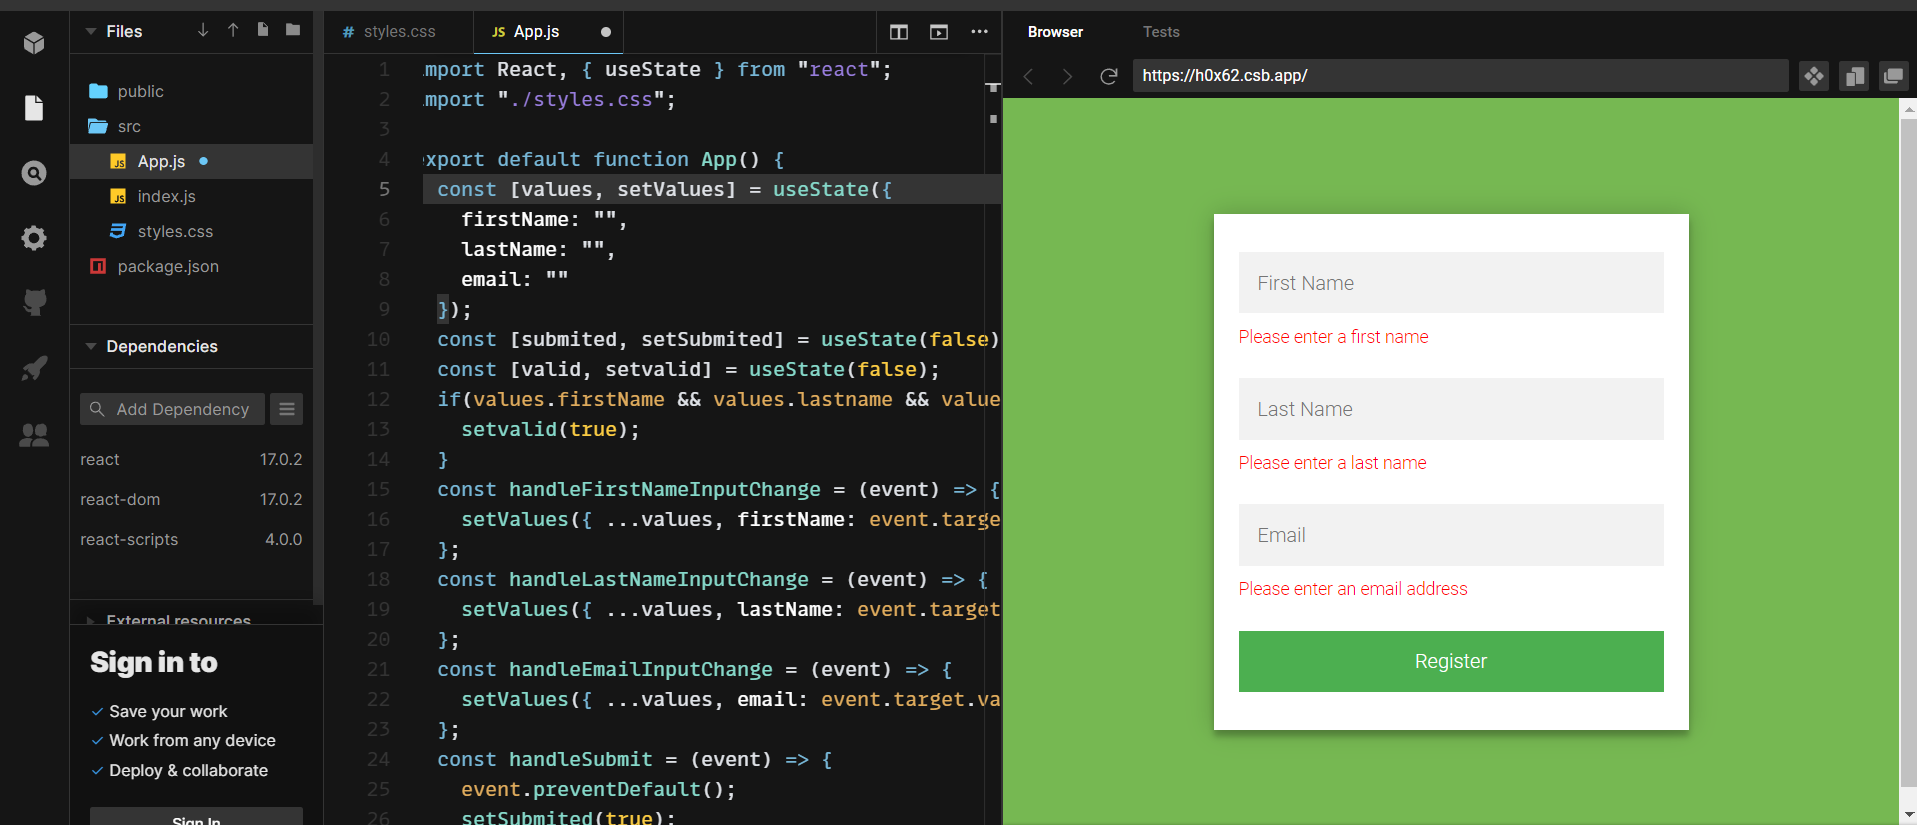 Files
public
src
App.js
index.js
styles.css
package.json
Dependencies
Add Dependency
react 17.0.2
react-dom 17.0.2
react-scripts 4.0.0
External resources
Sign in to
Save your work
Work from any device
Deploy & collaborate
Sign In
# styles.css
JS App.js
1 import React, { useState } from "react";
2 import "./styles.css";
3
4 export default function App() {
5 const [values, setValues] = useState({
6 firstName: "",
7 lastName: "",
8 email: ""
9 });
10 const [submited, setSubmited] = useState(false)
11 const [valid, setvalid] = useState(false);
12 if(values.firstName && values.lastname && value
13 setvalid(true);
14 }
15 const handleFirstNameInputChange = (event) => {
16 setValues({ ...values, firstName: event.targe
17 };
18 const handleLastNameInputChange = (event) => {
19 setValues({ ...values, lastName: event.target
20 };
21 const handleEmailInputChange = (event) => {
22 setValues({ ...values, email: event.target.va
23 };
24 const handleSubmit = (event) => {
25 event.preventDefault();
26 setSubmited(true);
Browser Tests
https://h0x62.csb.app/
First Name
Please enter a first name
Last Name
Please enter a last name
Email
Please enter an email address
Register